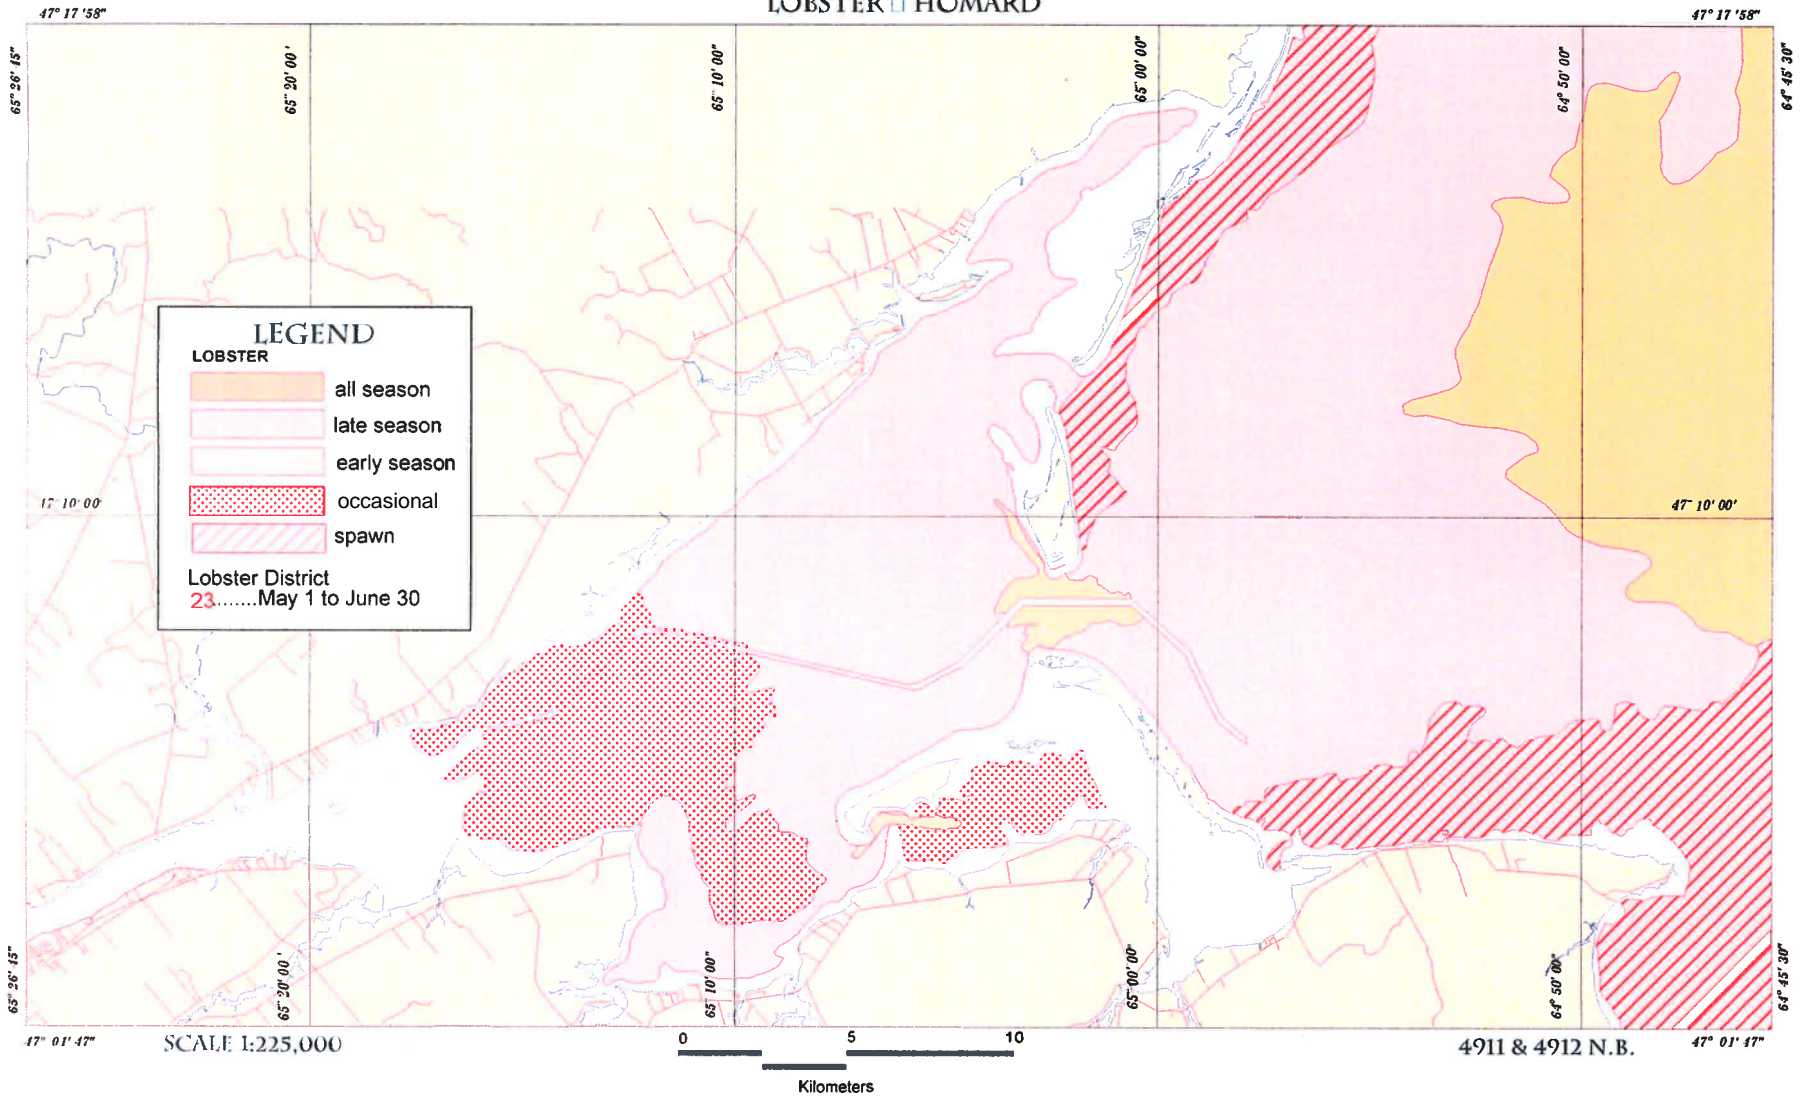 LOBSTER HOMARD
47° 17 '58"
47° 17 '58"
65° 26' 45"
65° 20' 00'
65° 10' 00"
65° 00' 00"
64° 50' 00"
64° 45' 30"
LEGEND
LOBSTER
all season
late season
early season
occasional
spawn
Lobster District
23.......May 1 to June 30
47° 10' 00'
47° 10' 00'
65° 26' 45"
65° 20' 00'
65° 10' 00"
65° 00' 00"
64° 50' 00"
64° 45' 30"
47° 01' 47"
SCALE 1:225,000
0 5 10
Kilometers
4911 & 4912 N.B.
47° 01' 47"